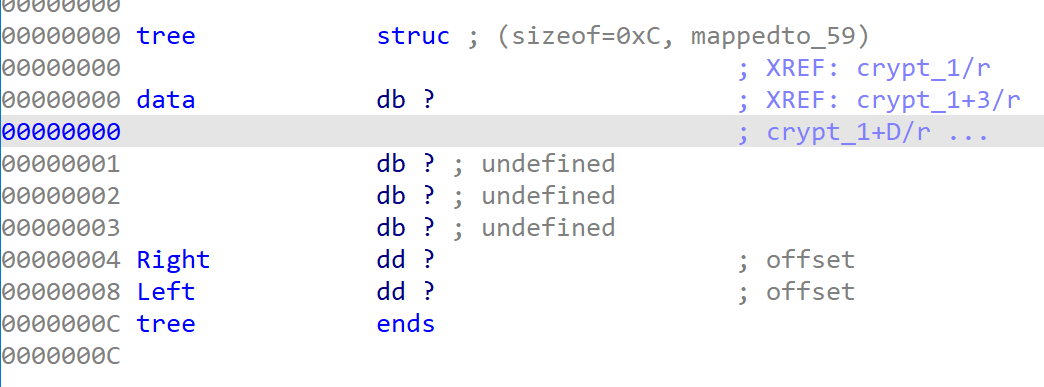 00000000
00000000 tree struc ; (sizeof=0xC, mappedto_59)
00000000 ; XREF: crypt_1/r
00000000 data db ? ; XREF: crypt_1+3/r
00000000 ; crypt_1+D/r ...
00000001 db ? ; undefined
00000002 db ? ; undefined
00000003 db ? ; undefined
00000004 Right dd ? ; offset
00000008 Left dd ? ; offset
0000000C tree ends
0000000C